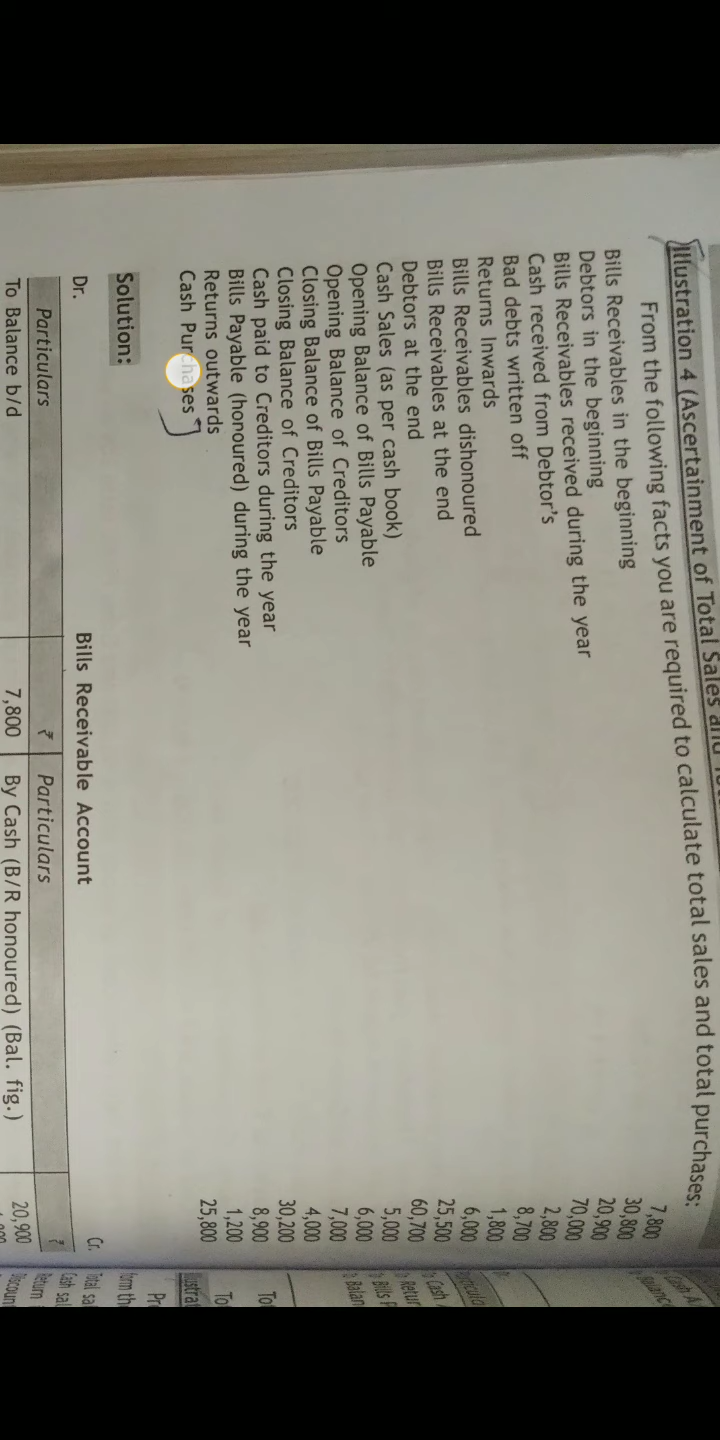 Illustration 4 (Ascertainment of Total Sales and
From the following facts you are required to calculate total sales and total purchases:
Bills Receivables in the beginning 7,800
Debtors in the beginning 30,800
Bills Receivables received during the year 20,900
Cash received from Debtor's 70,000
Bad debts written off 2,800
Returns Inwards 8,700
Bills Receivables dishonoured 1,800
Bills Receivables at the end 6,000
Debtors at the end 25,500
Cash Sales (as per cash book) 60,700
Opening Balance of Bills Payable 5,000
Opening Balance of Creditors 6,000
Closing Balance of Bills Payable 7,000
Closing Balance of Creditors 4,000
Cash paid to Creditors during the year 30,200
Bills Payable (honoured) during the year 8,900
Returns outwards 1,200
Cash Purchases 25,800
Solution:
Dr. Bills Receivable Account Cr.
Particulars ₹ Particulars ₹
To Balance b/d 7,800 By Cash (B/R honoured) (Bal. fig.) 20,900